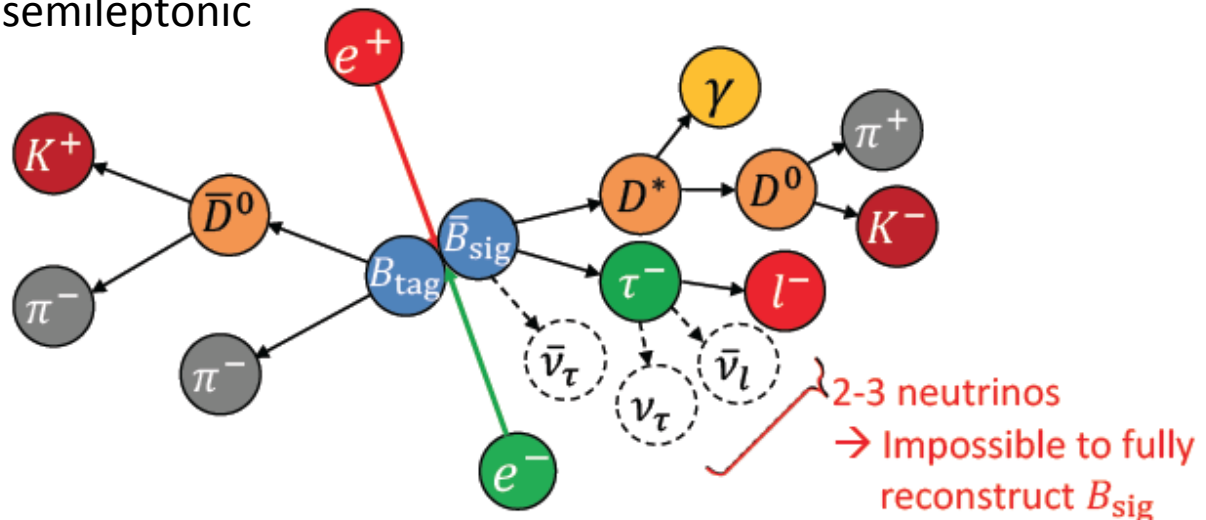 semileptonic
e⁺
γ
π⁺
K⁺
D̄⁰
D*
D⁰
K⁻
B̄sig
Btag
τ⁻
l⁻
π⁻
π⁻
ν̄τ
ντ
ν̄l
e⁻
2-3 neutrinos
→ Impossible to fully
reconstruct Bsig